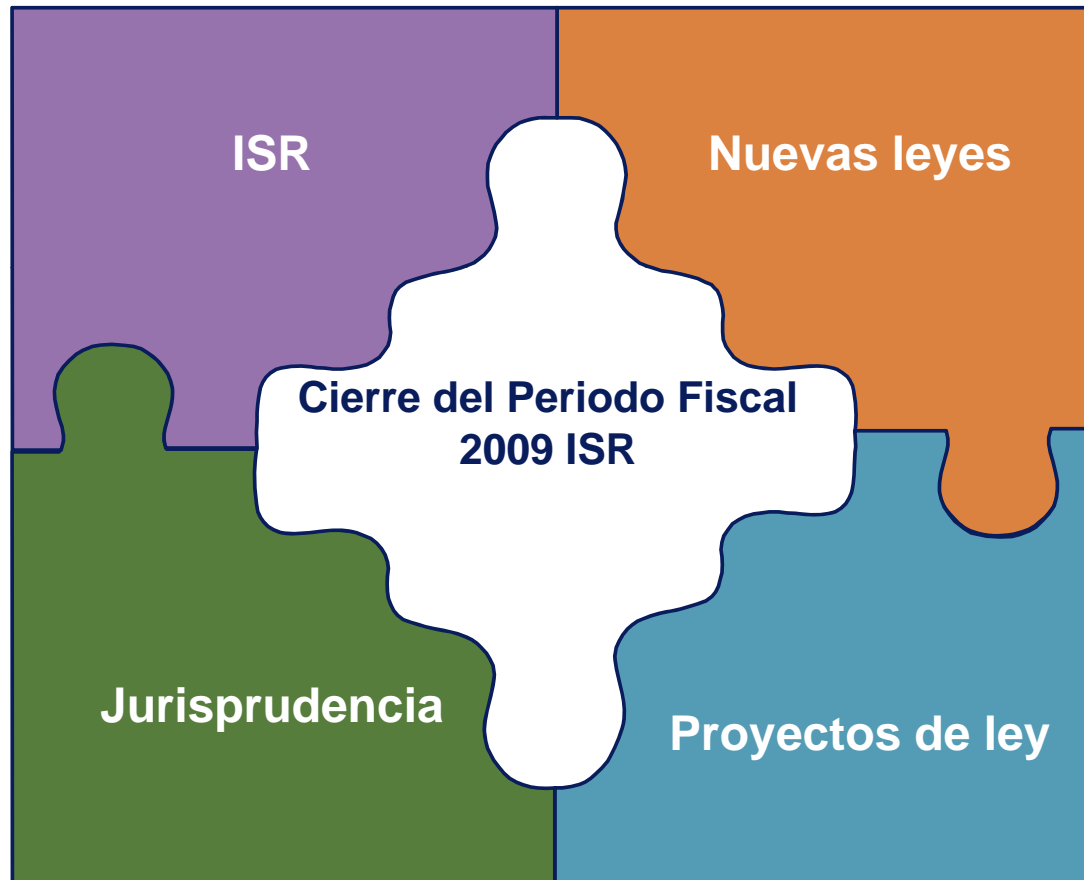 ISR
Nuevas leyes
Cierre del Periodo Fiscal
2009 ISR
Jurisprudencia
Proyectos de ley